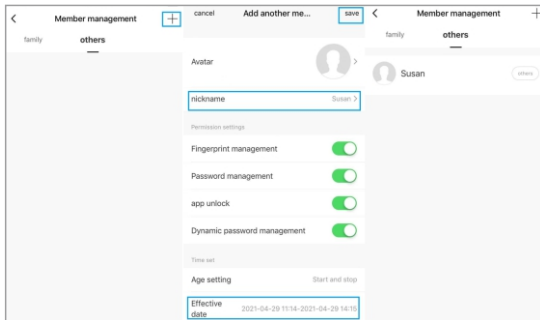 Member management
family
others
cancel
Add another me...
save
Avatar
nickname
Susan
Permission settings
Fingerprint management
Password management
app unlock
Dynamic password management
Time set
Age setting
Start and stop
Effective
date
2021-04-29 11:14-2021-04-29 14:15
Member management
family
others
Susan
others